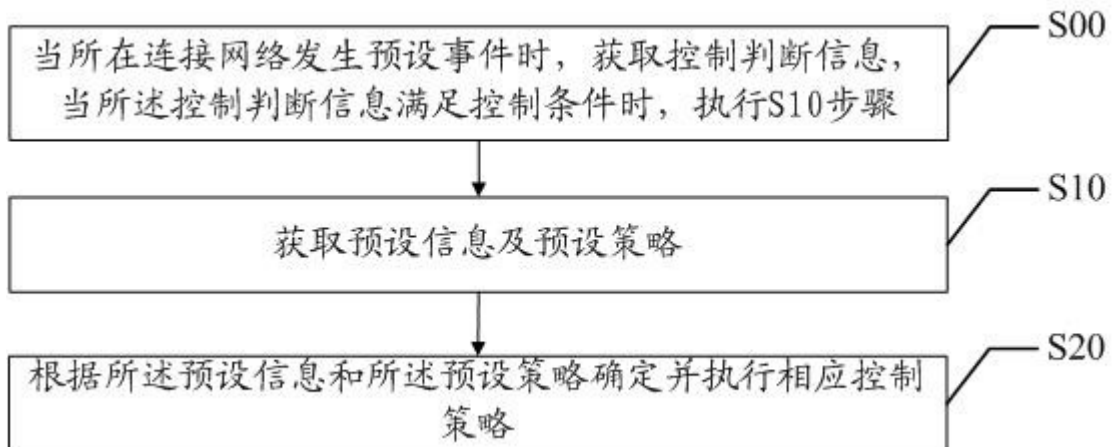 当所在连接网络发生预设事件时，获取控制判断信息，
当所述控制判断信息满足控制条件时，执行S10步骤
S00
获取预设信息及预设策略
S10
根据所述预设信息和所述预设策略确定并执行相应控制
策略
S20